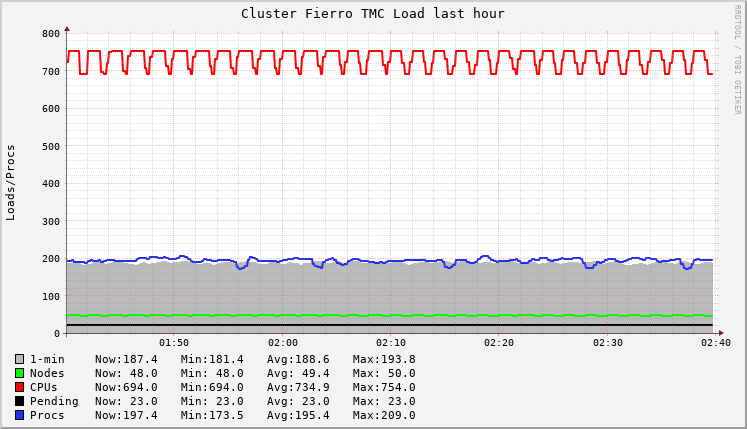 Cluster Fierro TMC Load last hour
RRDTOOL / TOBI OETIKER
Loads/Procs
800
700
600
500
400
300
200
100
0
01:50 02:00 02:10 02:20 02:30 02:40
1-min Now:187.4 Min:181.4 Avg:188.6 Max:193.8
Nodes Now: 48.0 Min: 48.0 Avg: 49.4 Max: 50.0
CPUs Now:694.0 Min:694.0 Avg:734.9 Max:754.0
Pending Now: 23.0 Min: 23.0 Avg: 23.0 Max: 23.0
Procs Now:197.4 Min:173.5 Avg:195.4 Max:209.0